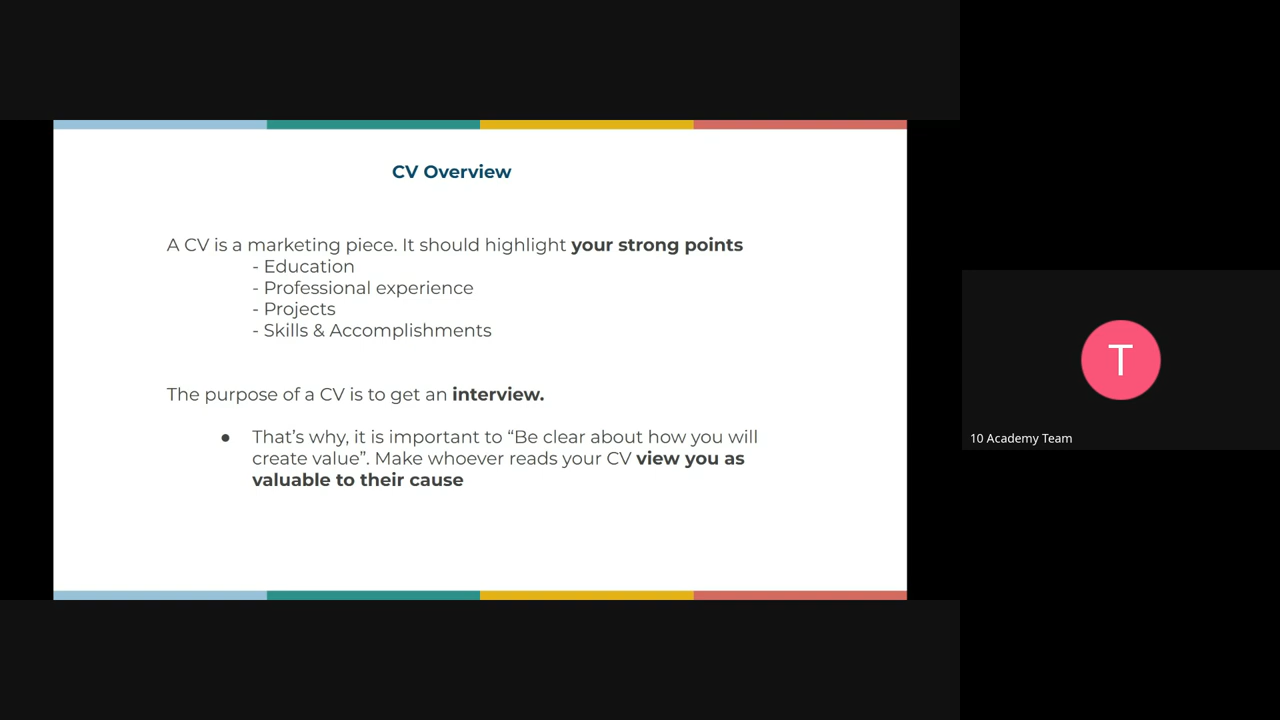 CV Overview
A CV is a marketing piece. It should highlight your strong points
- Education
- Professional experience
- Projects
- Skills & Accomplishments
The purpose of a CV is to get an interview.
● That’s why, it is important to “Be clear about how you will
create value”. Make whoever reads your CV view you as
valuable to their cause
T
10 Academy Team